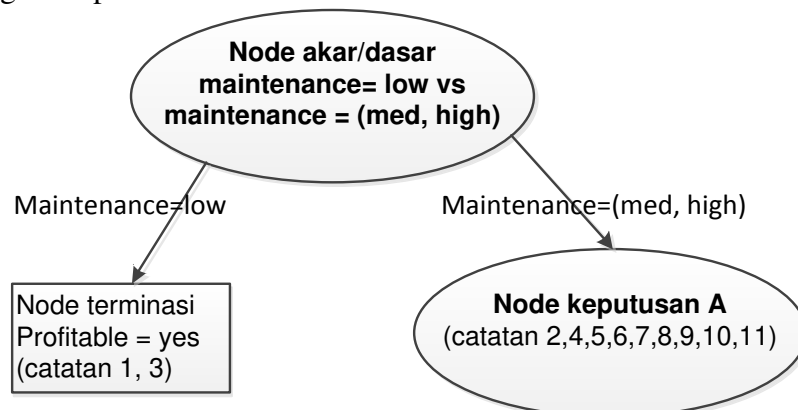 Node akar/dasar
maintenance= low vs
maintenance = (med, high)
Maintenance=low
Maintenance=(med, high)
Node terminasi
Profitable = yes
(catatan 1, 3)
Node keputusan A
(catatan 2,4,5,6,7,8,9,10,11)